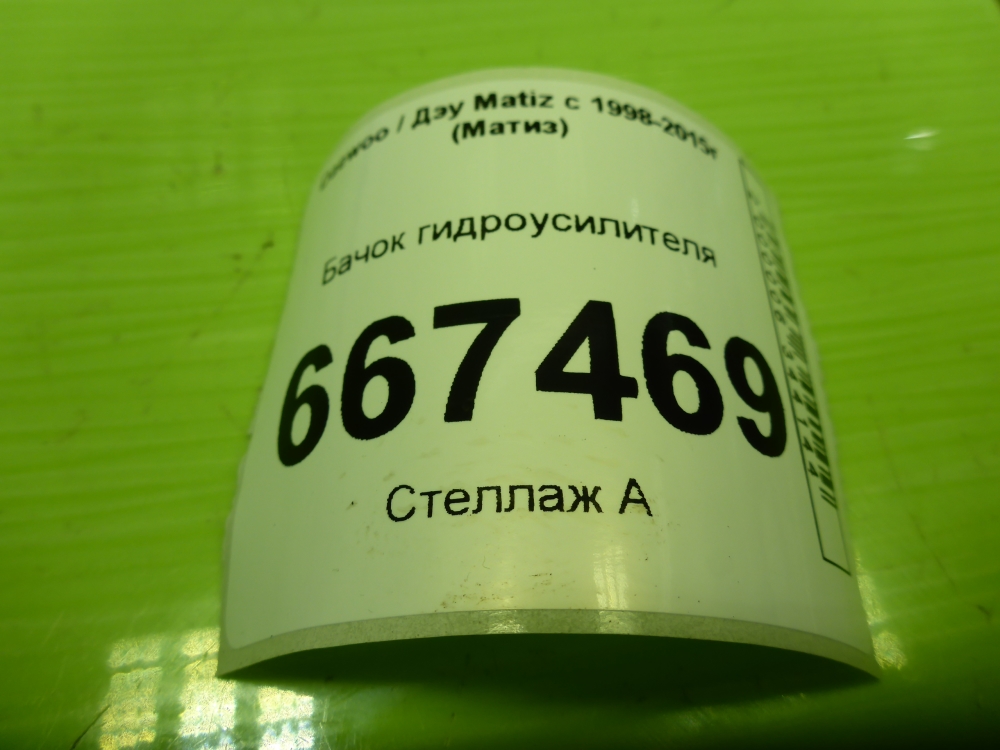 Daewoo / Дэу Matiz с 1998-2015г
(Матиз)
Бачок гидроусилителя
667469
Стеллаж А